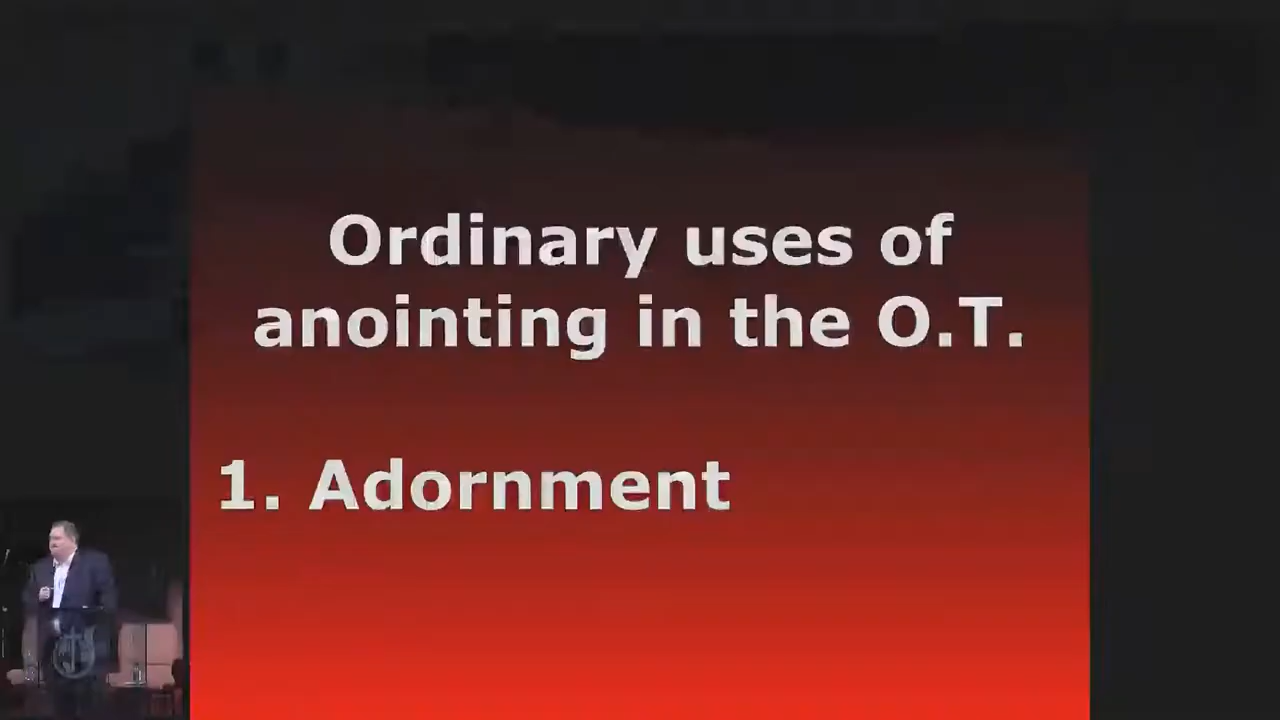 Ordinary uses of
anointing in the O.T.
1. Adornment